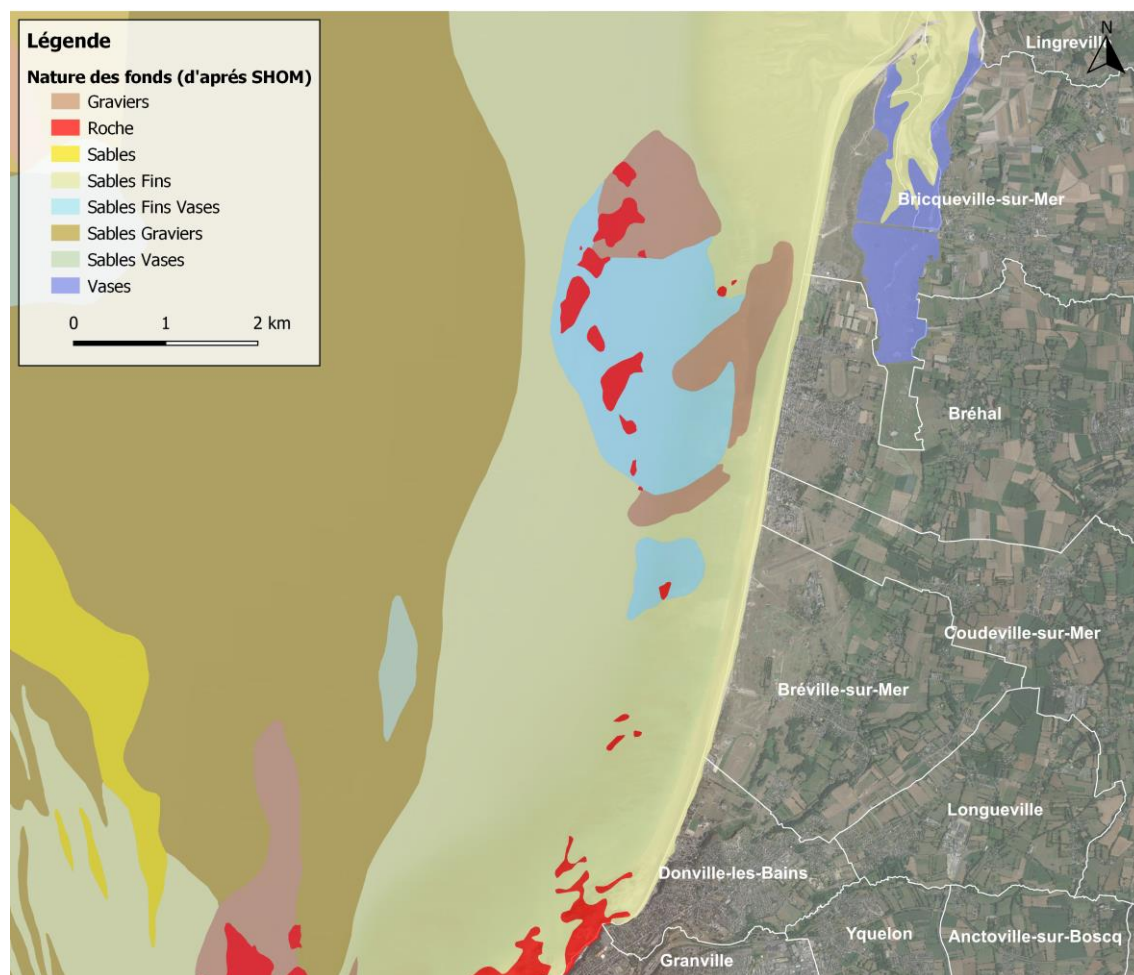 Légende
Nature des fonds (d'aprés SHOM)
Graviers
Roche
Sables
Sables Fins
Sables Fins Vases
Sables Graviers
Sables Vases
Vases
0 1 2 km
N
Lingreville
Bricqueville-sur-Mer
Bréhal
Coudeville-sur-Mer
Bréville-sur-Mer
Longueville
Donville-les-Bains
Yquelon
Anctoville-sur-Boscq
Granville